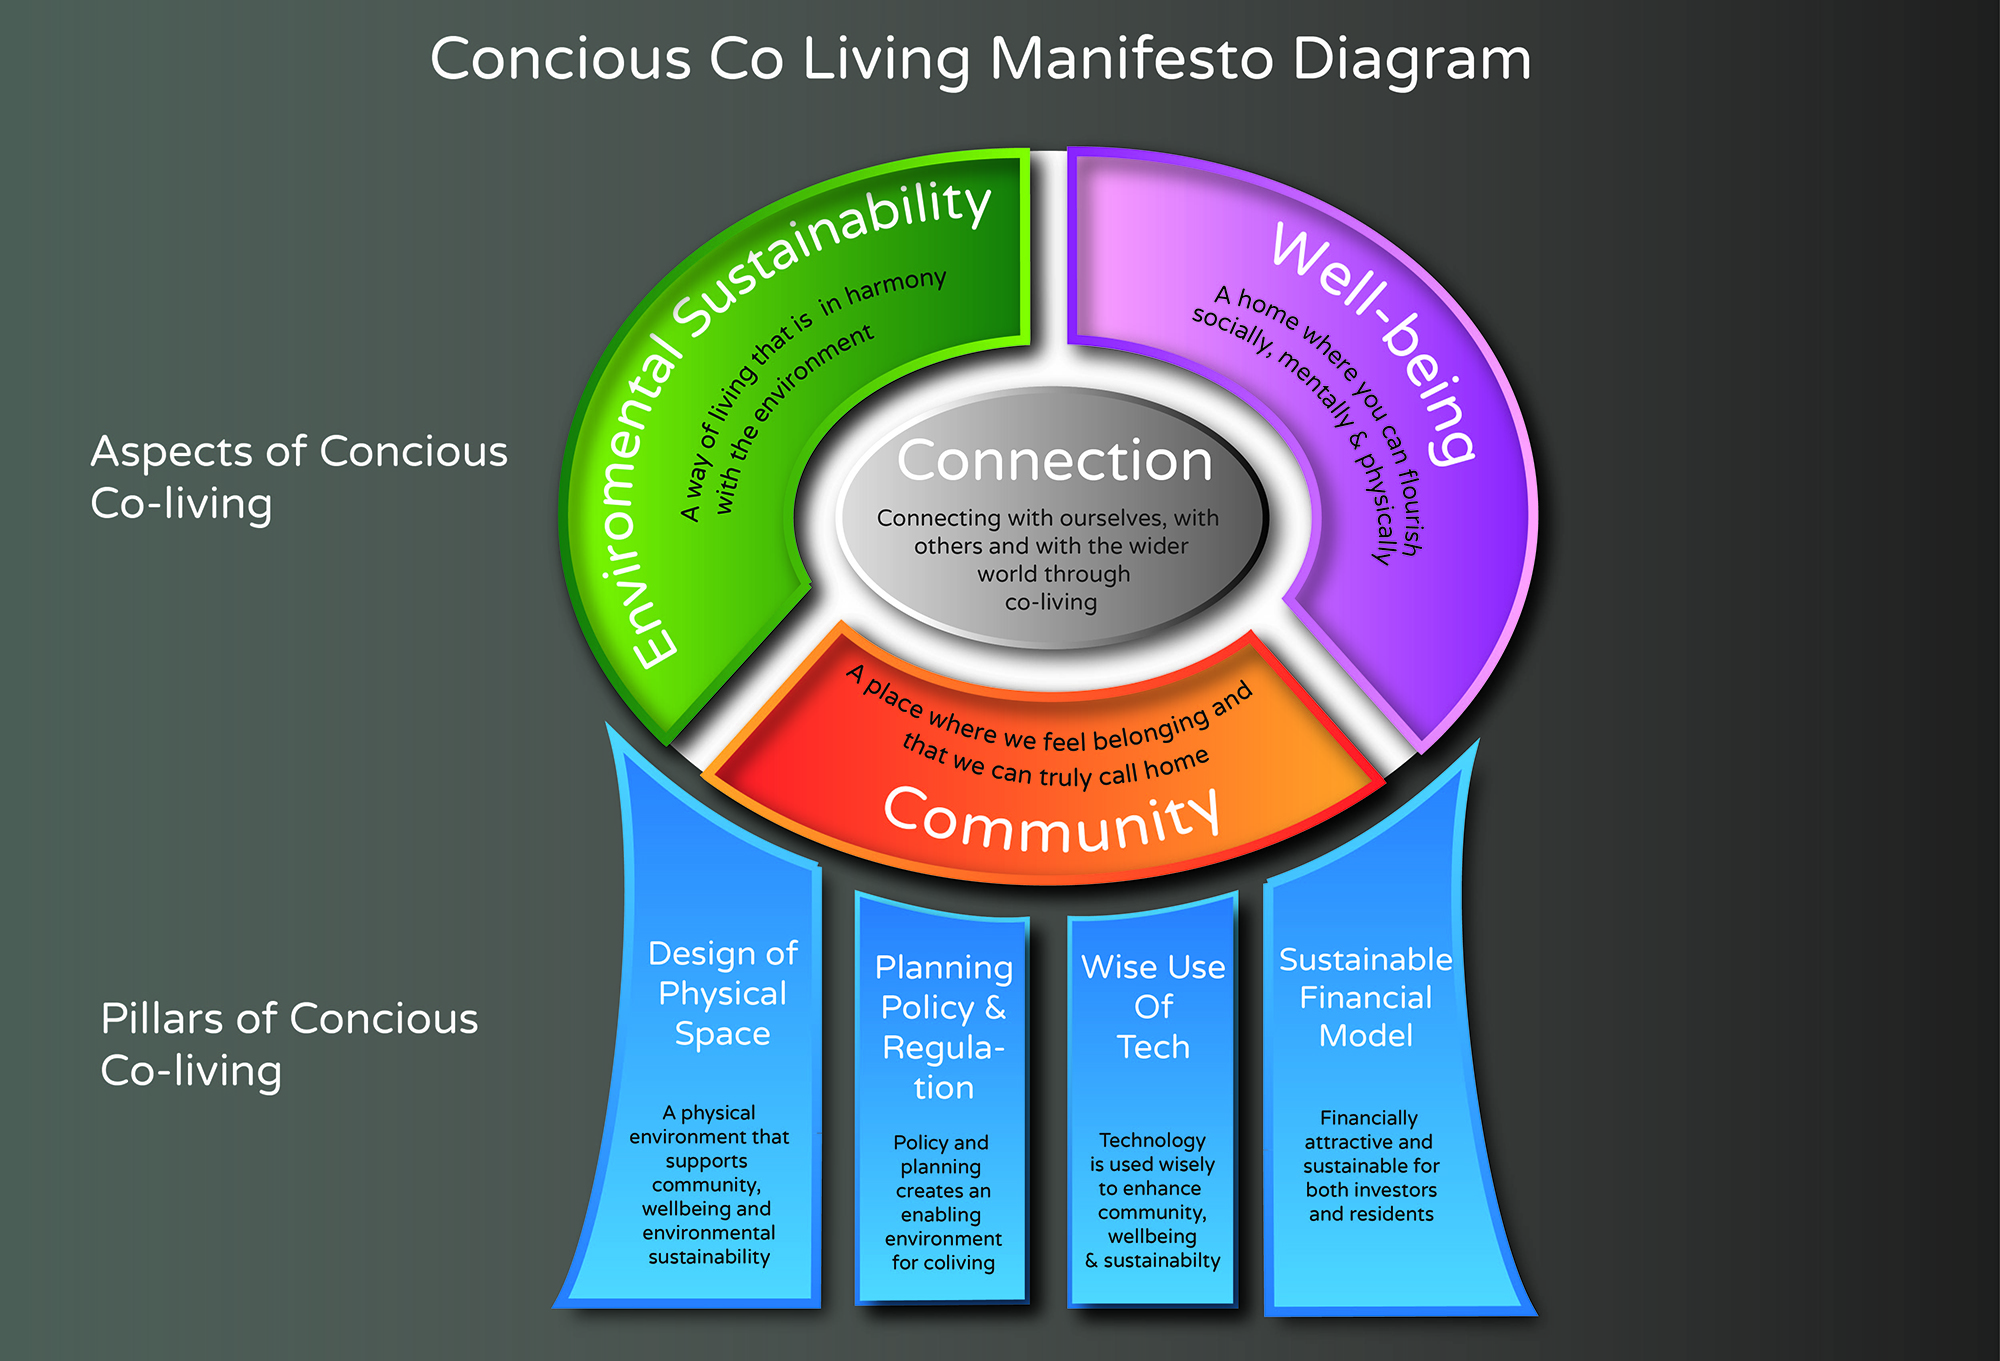 Concious Co Living Manifesto Diagram
Enviromental Sustainability
A way of living that is in harmony
with the environment
Well-being
A home where you can flourish
socially, mentally & physically
Connection
Connecting with ourselves, with
others and with the wider
world through
co-living
Aspects of Concious
Co-living
A place where we feel belonging and
that we can truly call home
Community
Pillars of Concious
Co-living
Design of
Physical
Space
A physical
environment that
supports
community,
wellbeing and
environmental
sustainability
Planning
Policy &
Regula-
tion
Policy and
planning
creates an
enabling
environment
for coliving
Wise Use
Of
Tech
Technology
is used wisely
to enhance
community,
wellbeing
& sustainabilty
Sustainable
Financial
Model
Financially
attractive and
sustainable for
both investors
and residents